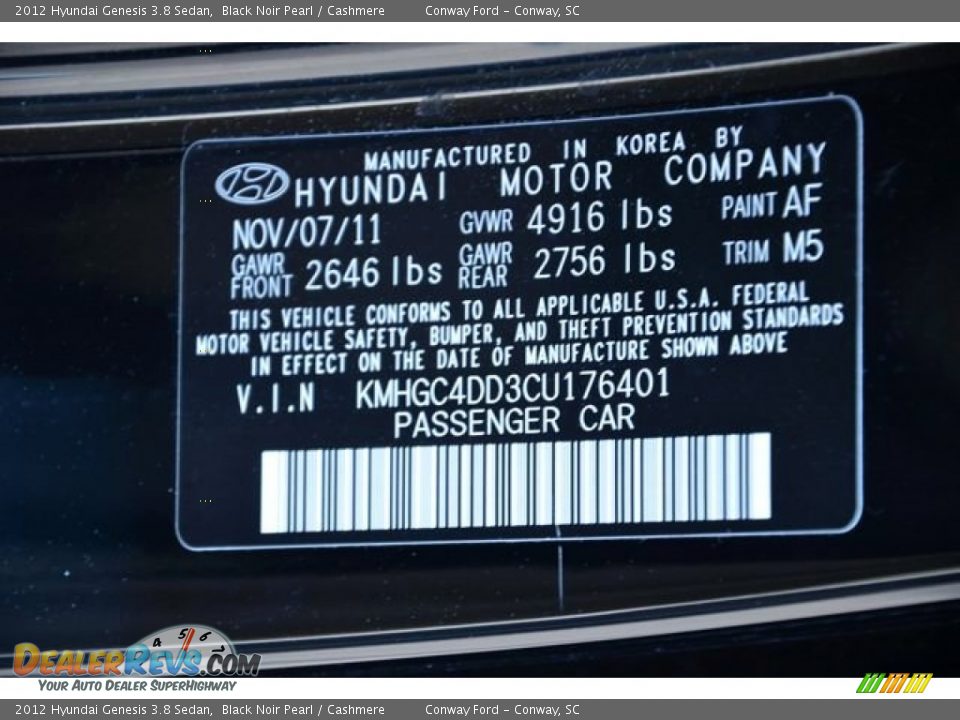 2012 Hyundai Genesis 3.8 Sedan, Black Noir Pearl / Cashmere Conway Ford - Conway, SC
MANUFACTURED IN KOREA BY
HYUNDAI MOTOR COMPANY
NOV/07/11 GVWR 4916 lbs PAINT AF
GAWR FRONT 2646 lbs GAWR REAR 2756 lbs TRIM M5
THIS VEHICLE CONFORMS TO ALL APPLICABLE U.S.A. FEDERAL
MOTOR VEHICLE SAFETY, BUMPER, AND THEFT PREVENTION STANDARDS
IN EFFECT ON THE DATE OF MANUFACTURE SHOWN ABOVE
V.I.N KMHGC4DD3CU176401
PASSENGER CAR
4 5 6 7
DEALERREVS.COM
YOUR AUTO DEALER SUPERHIGHWAY
2012 Hyundai Genesis 3.8 Sedan, Black Noir Pearl / Cashmere Conway Ford - Conway, SC